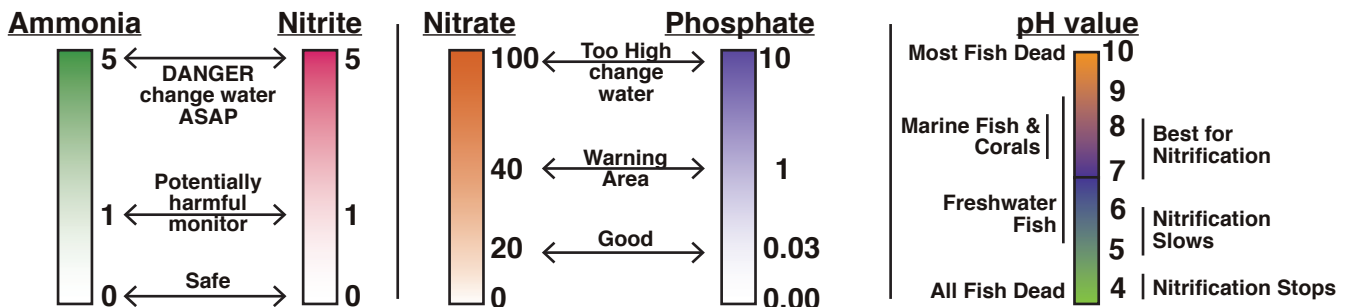 Ammonia
5
1
0
DANGER
change water
ASAP
Potentially
harmful
monitor
Safe
Nitrite
5
1
0
Nitrate
100
40
20
0
Too High
change
water
Warning
Area
Good
Phosphate
10
1
0.03
0.00
pH value
Most Fish Dead
Marine Fish &
Corals
Freshwater
Fish
All Fish Dead
10
9
8
7
6
5
4
Best for
Nitrification
Nitrification
Slows
Nitrification Stops